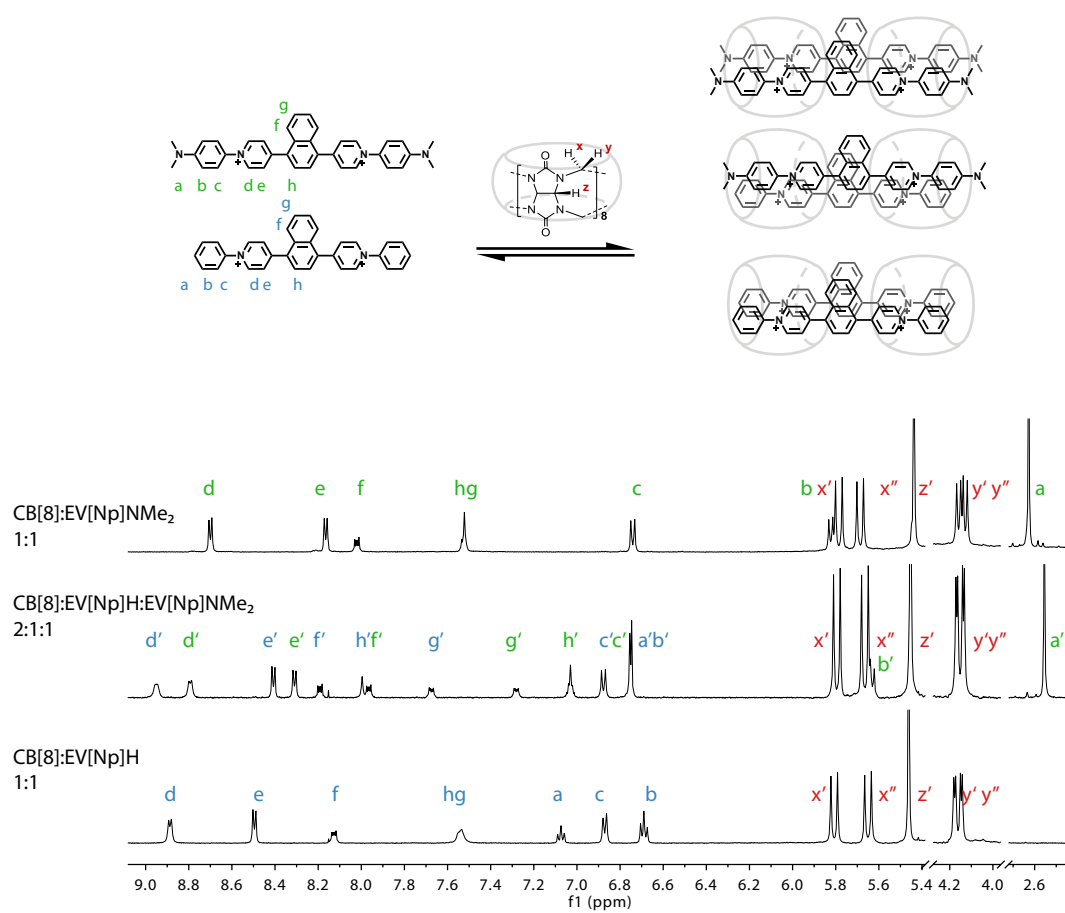 g
f
N
N
+
N
+
N
a b c d e h
g
f
N
+
N
+
a b c d e h
O
H x H y
N N
H z
N N
8
O
N N + N + N
N N
N N + N + N
N + N +
N N
N + N +
CB[8]:EV[Np]NMe₂
1:1
d e f hg c b x' x'' z' y' y'' a
CB[8]:EV[Np]H:EV[Np]NMe₂
2:1:1
d' d' e' e' f' h' f' g' g' h' c' c' a' b' x' x'' b' z' y' y'' a'
CB[8]:EV[Np]H
1:1
d e f hg a c b x' x'' z' y' y''
9.0 8.8 8.6 8.4 8.2 8.0 7.8 7.6 7.4 7.2 7.0 6.8 6.6 6.4 6.2 6.0 5.8 5.6 5.4 4.2 4.0 2.6
f1 (ppm)